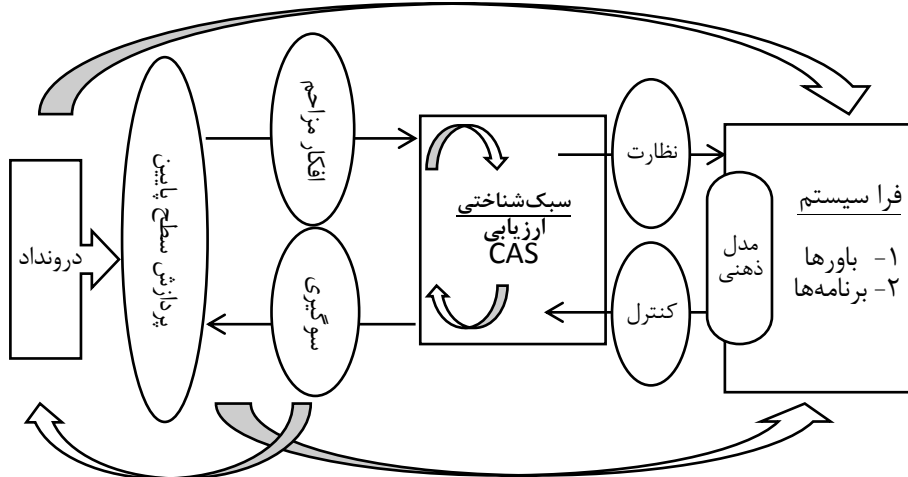 افکار مزاحم
پردازش سطح پایین
درونداد
سوگیری
سبک‌شناختی
ارزیابی
CAS
نظارت
کنترل
مدل
ذهنی
فرا سیستم
۱- باورها
۲- برنامه‌ها